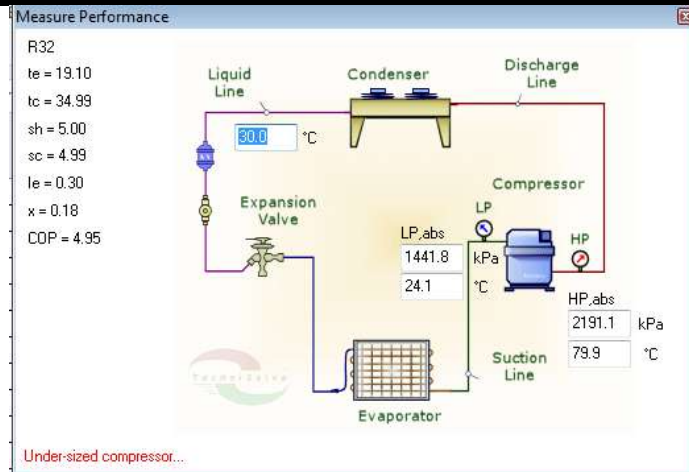 Measure Performance
R32
te = 19.10
tc = 34.99
sh = 5.00
sc = 4.99
Ie = 0.30
x = 0.18
COP = 4.95
Liquid
Line
Condenser
Discharge
Line
30.0 °C
Expansion
Valve
Compressor
LP
HP
LP,abs
1441.8 kPa
24.1 °C
HP,abs
2191.1 kPa
79.9 °C
Suction
Line
Evaporator
Under-sized compressor...